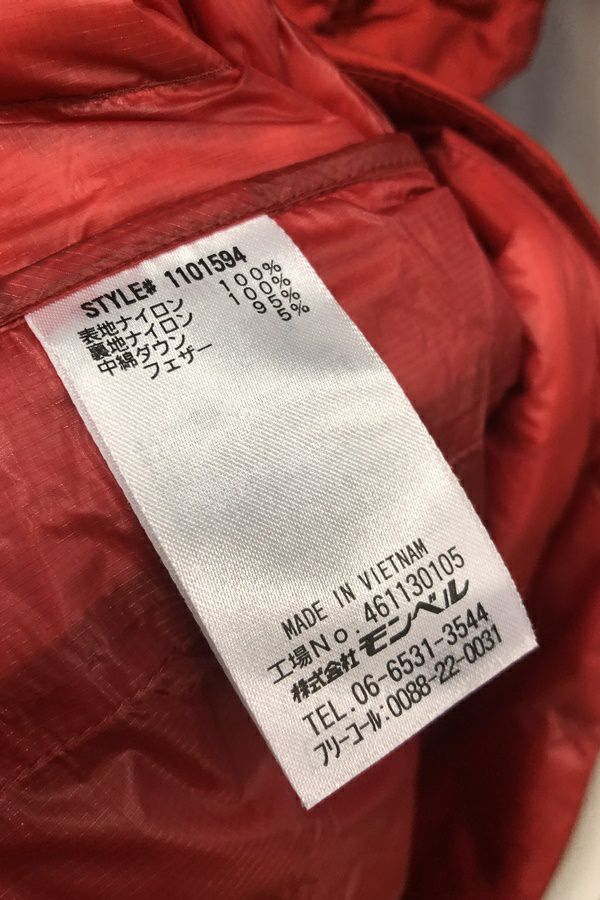 STYLE# 1101594
表地ナイロン 100%
裏地ナイロン 100%
中綿ダウン 95%
フェザー 5%
MADE IN VIETNAM
工場No. 461130105
株式会社 モンベル
TEL. 06-6531-3544
フリーコール:0088-22-0031